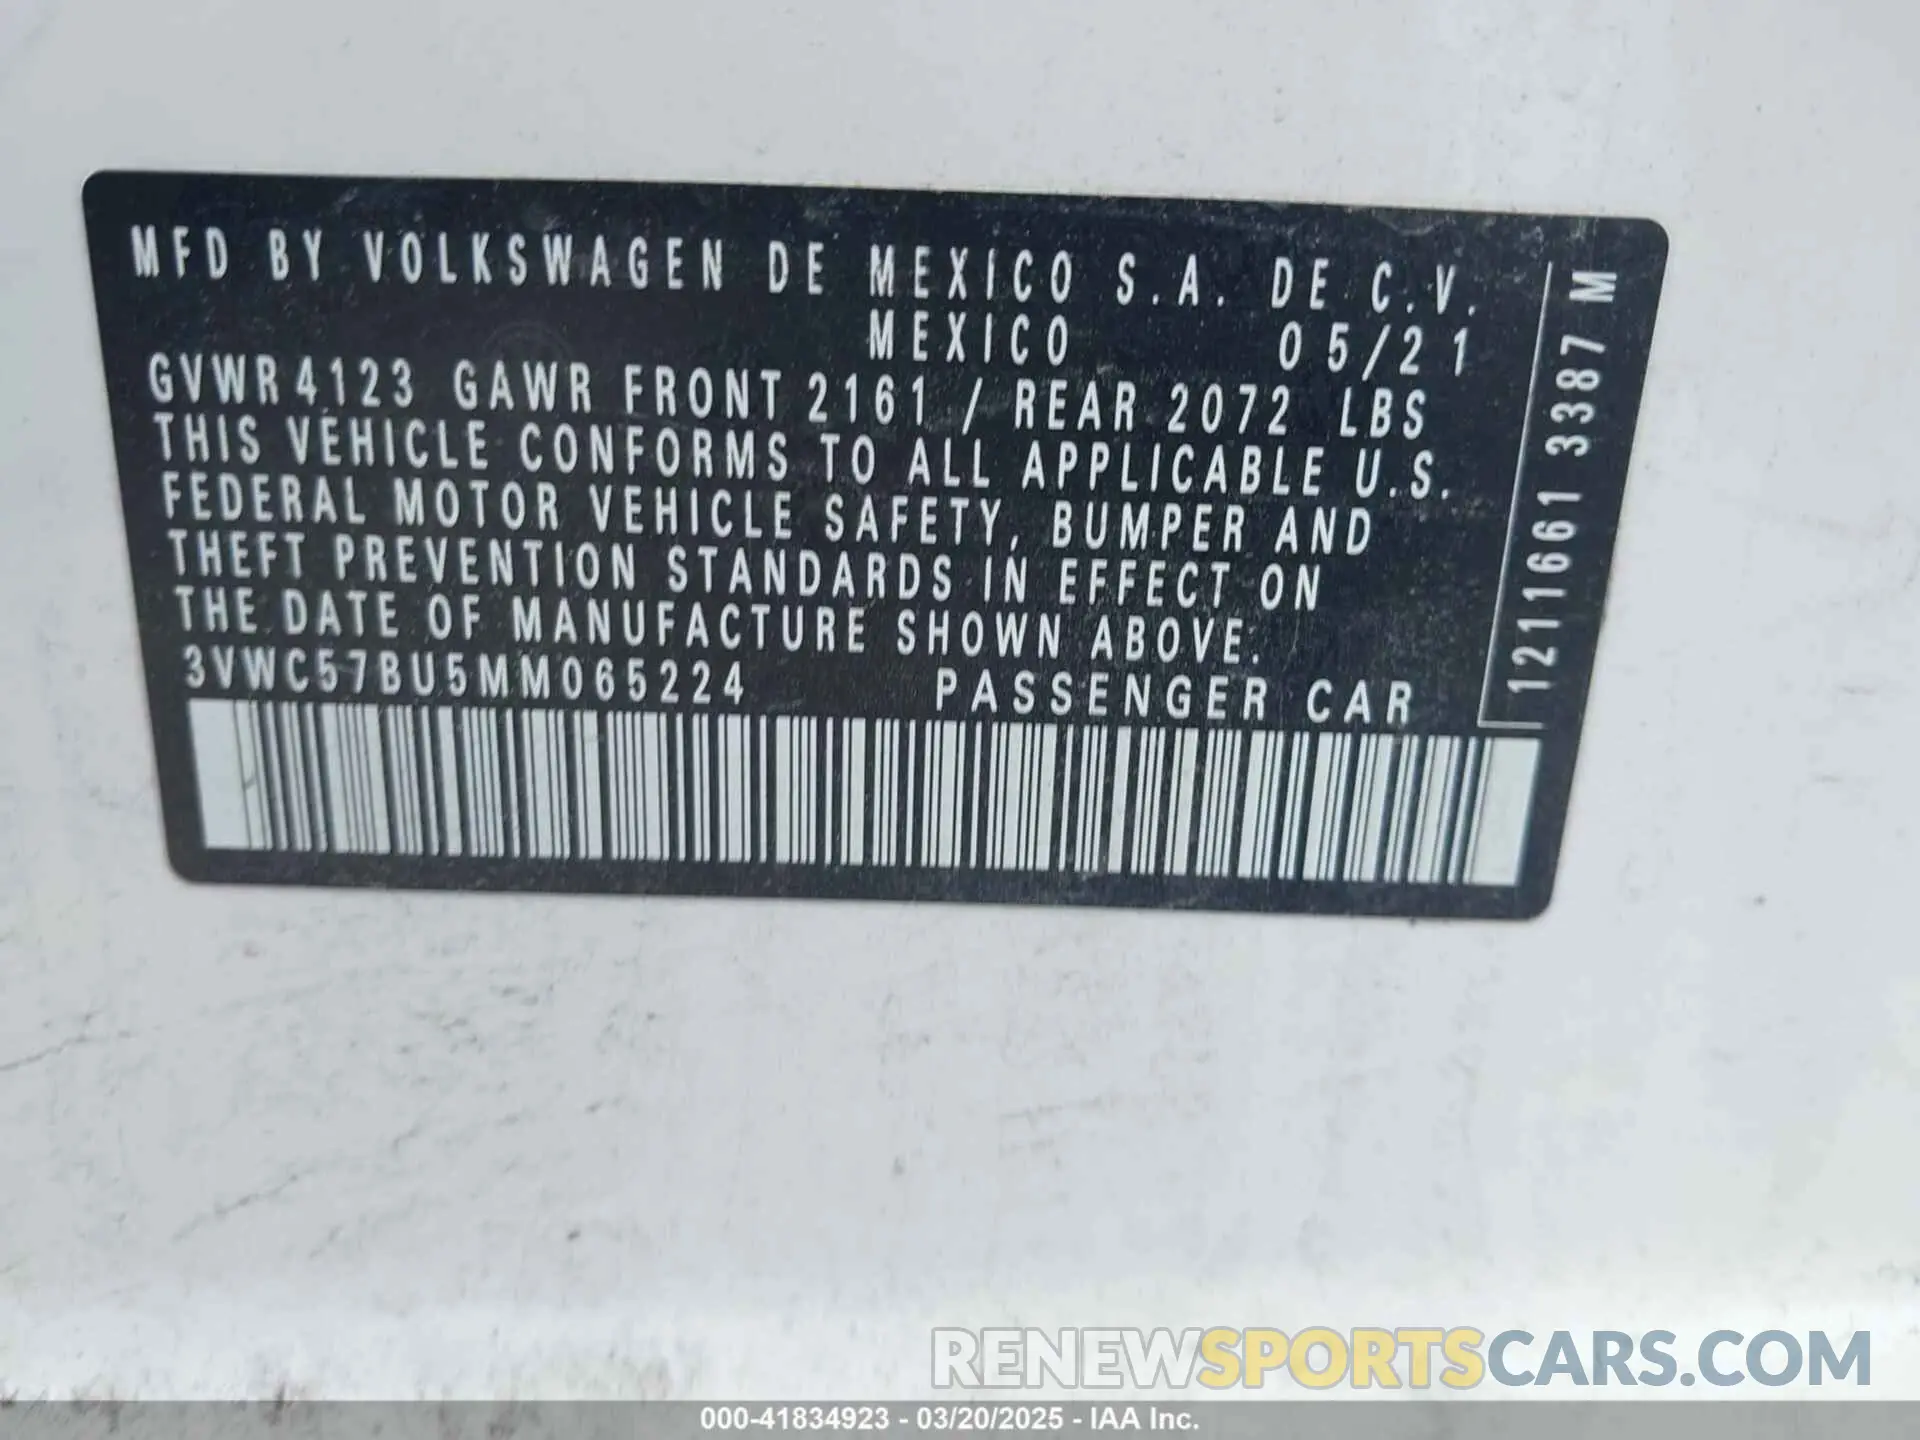 MFD BY VOLKSWAGEN DE MEXICO S.A. DE C.V.
MEXICO 05/21
GVWR 4123 GAWR FRONT 2161 / REAR 2072 LBS
THIS VEHICLE CONFORMS TO ALL APPLICABLE U.S.
FEDERAL MOTOR VEHICLE SAFETY, BUMPER AND
THEFT PREVENTION STANDARDS IN EFFECT ON
THE DATE OF MANUFACTURE SHOWN ABOVE.
3VWC57BU5MM065224 PASSENGER CAR
1211661 3387 M
RENEWSPORTSCARS.COM
000-41834923 - 03/20/2025 - IAA Inc.